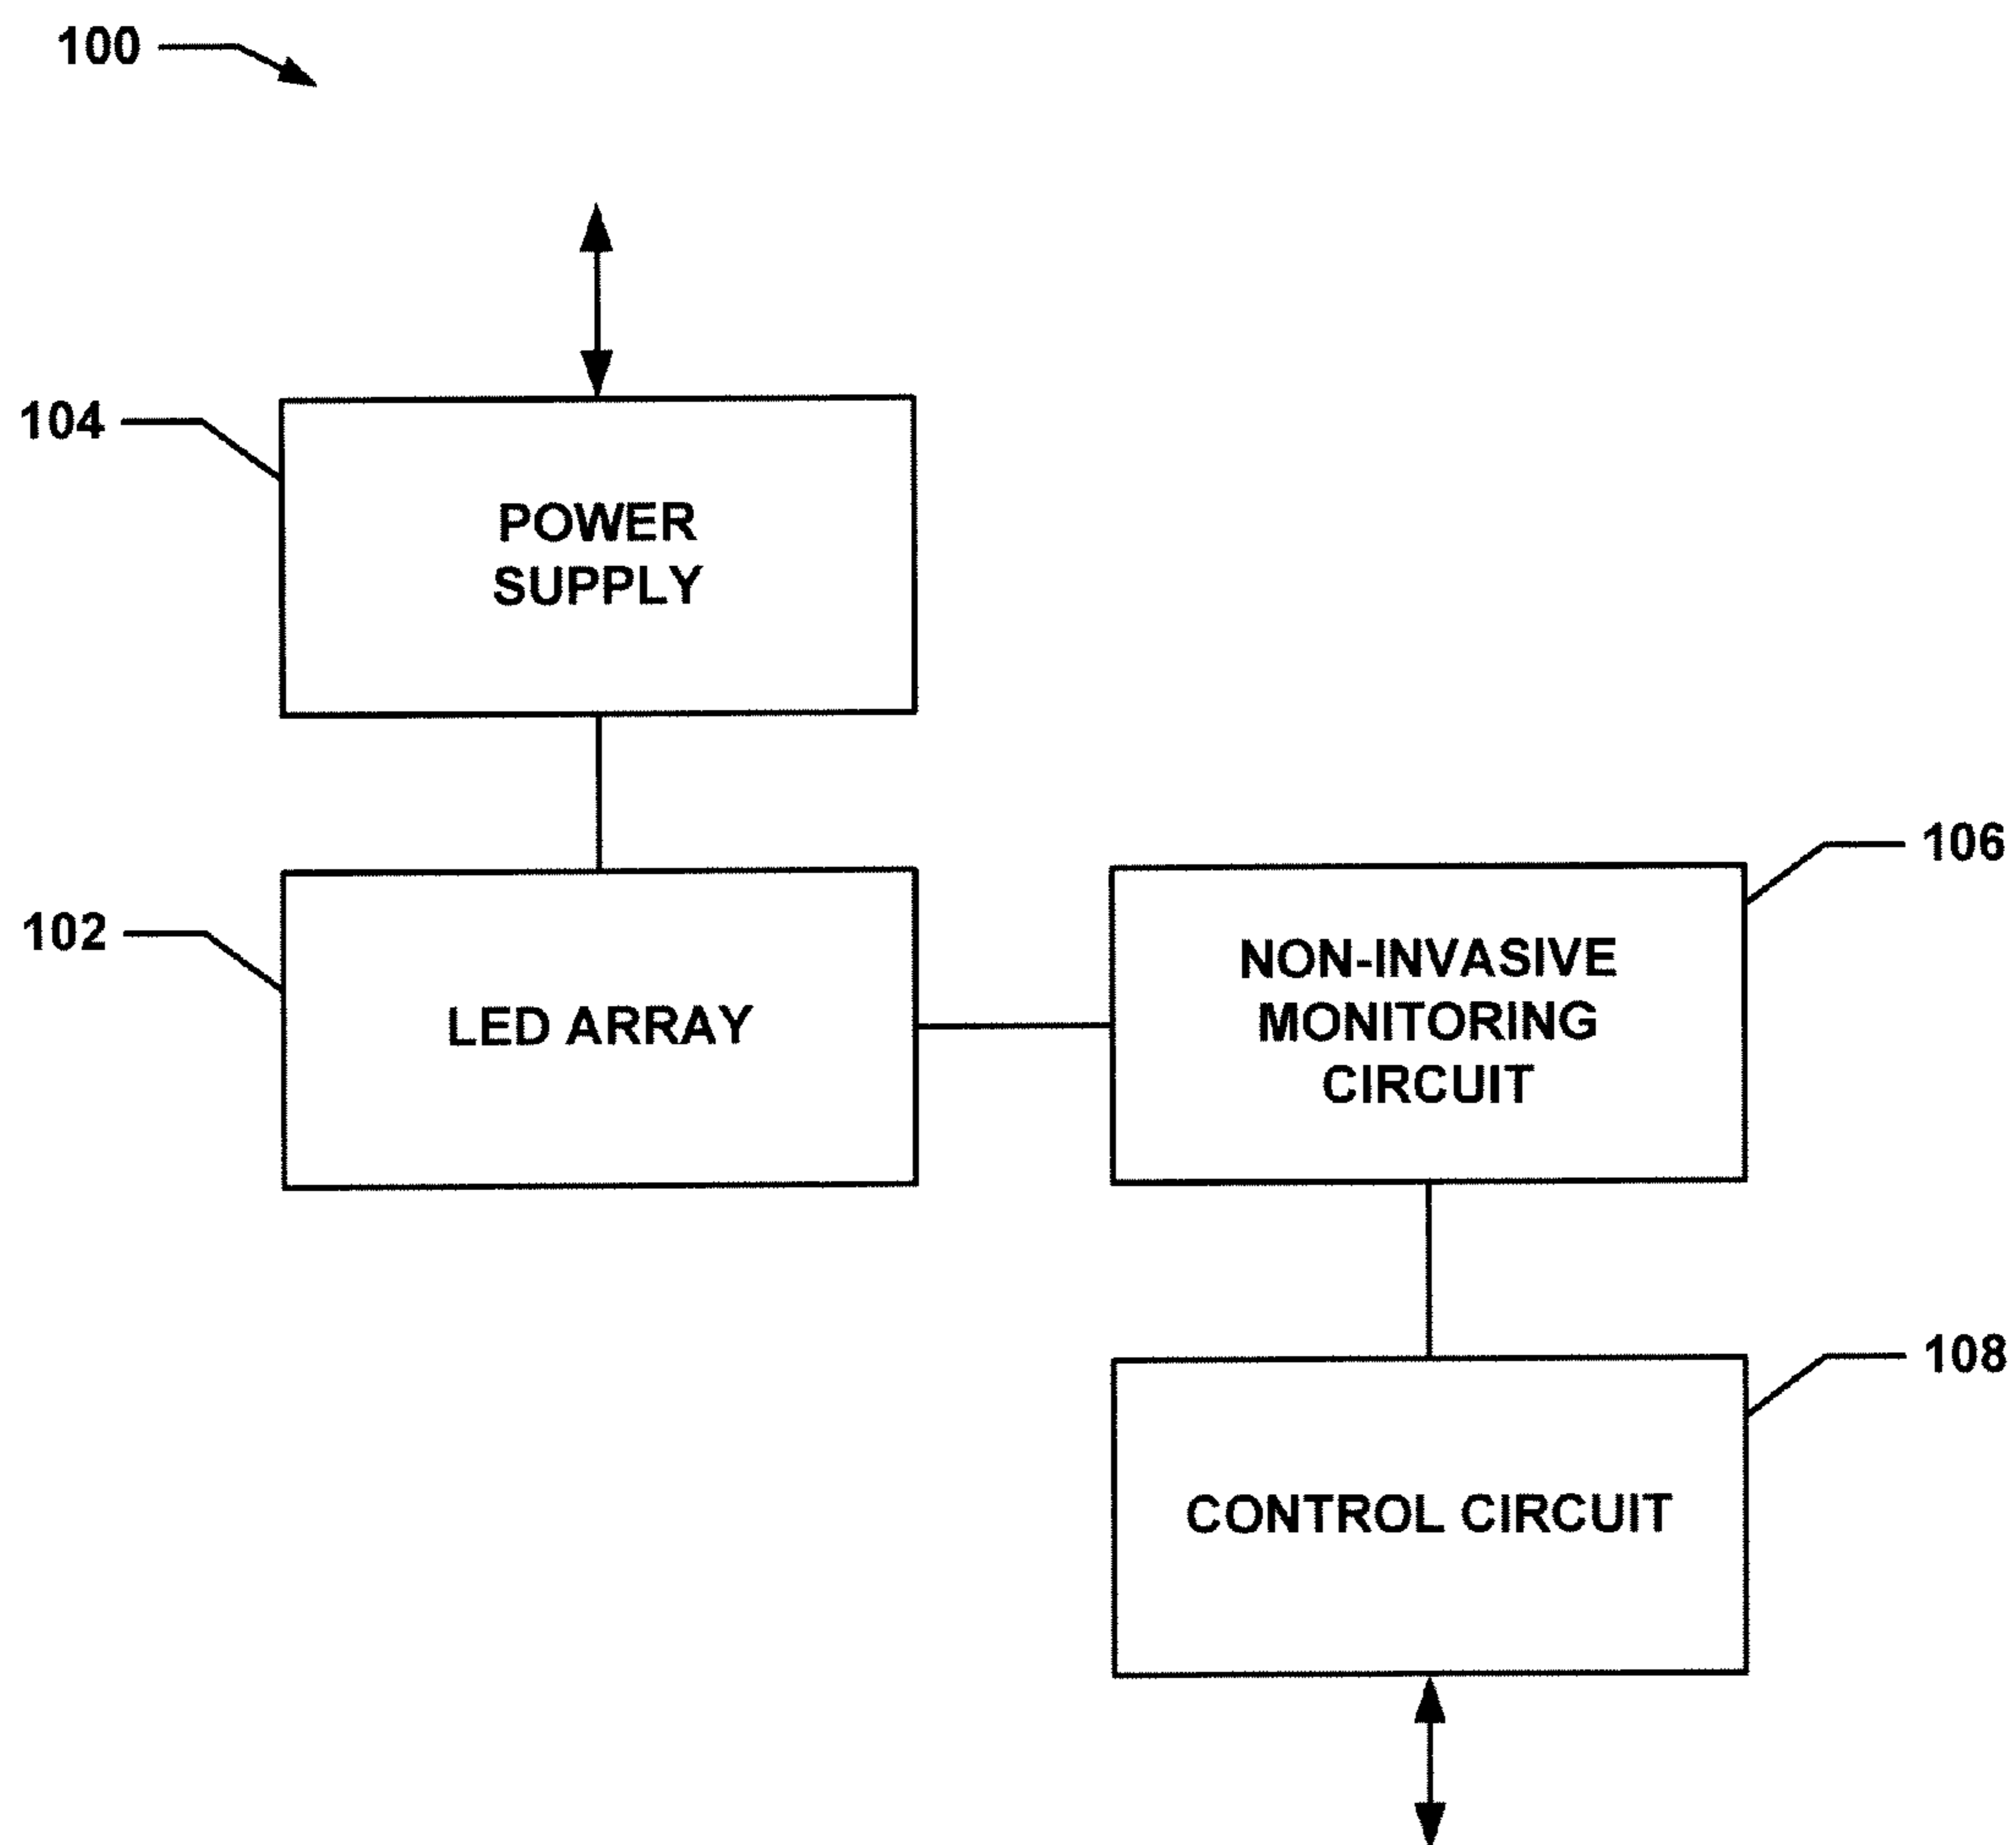 100
104
POWER
SUPPLY
102
LED ARRAY
106
NON-INVASIVE
MONITORING
CIRCUIT
108
CONTROL CIRCUIT